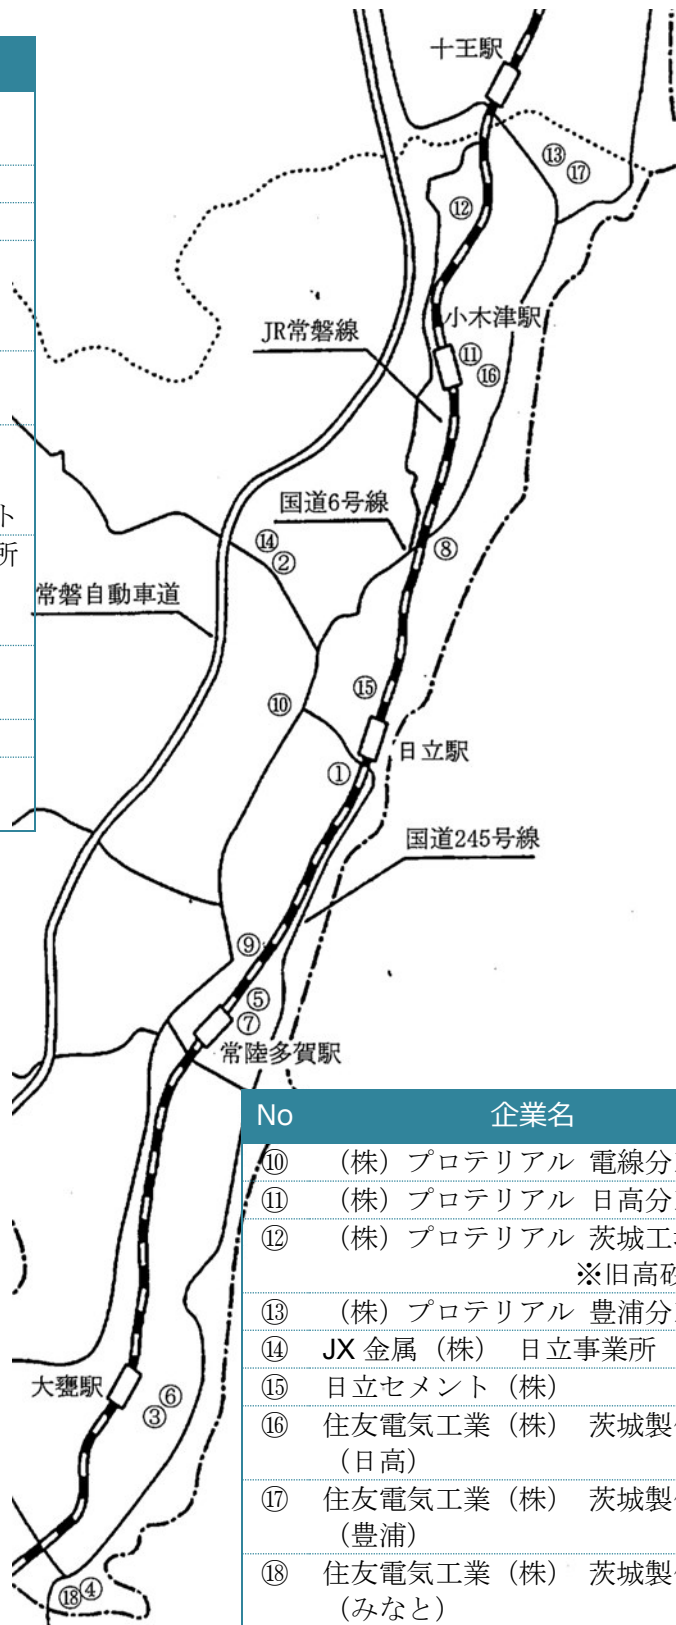 十王駅
⑬
⑰
⑫
小木津駅
JR常磐線
⑪
⑯
ト
国道6号線
⑭
②
⑧
所
常磐自動車道
⑮
⑩
日立駅
①
国道245号線
⑨
⑤
⑦
常陸多賀駅
No 企業名
⑩ （株）プロテリアル 電線分
⑪ （株）プロテリアル 日高分
⑫ （株）プロテリアル 茨城工
※旧高砂
⑬ （株）プロテリアル 豊浦分
⑭ JX 金属（株） 日立事業所
⑮ 日立セメント（株）
⑯ 住友電気工業（株） 茨城製
（日高）
⑰ 住友電気工業（株） 茨城製
（豊浦）
⑱ 住友電気工業（株） 茨城製
（みなと）
大甕駅
⑥
③
⑱④